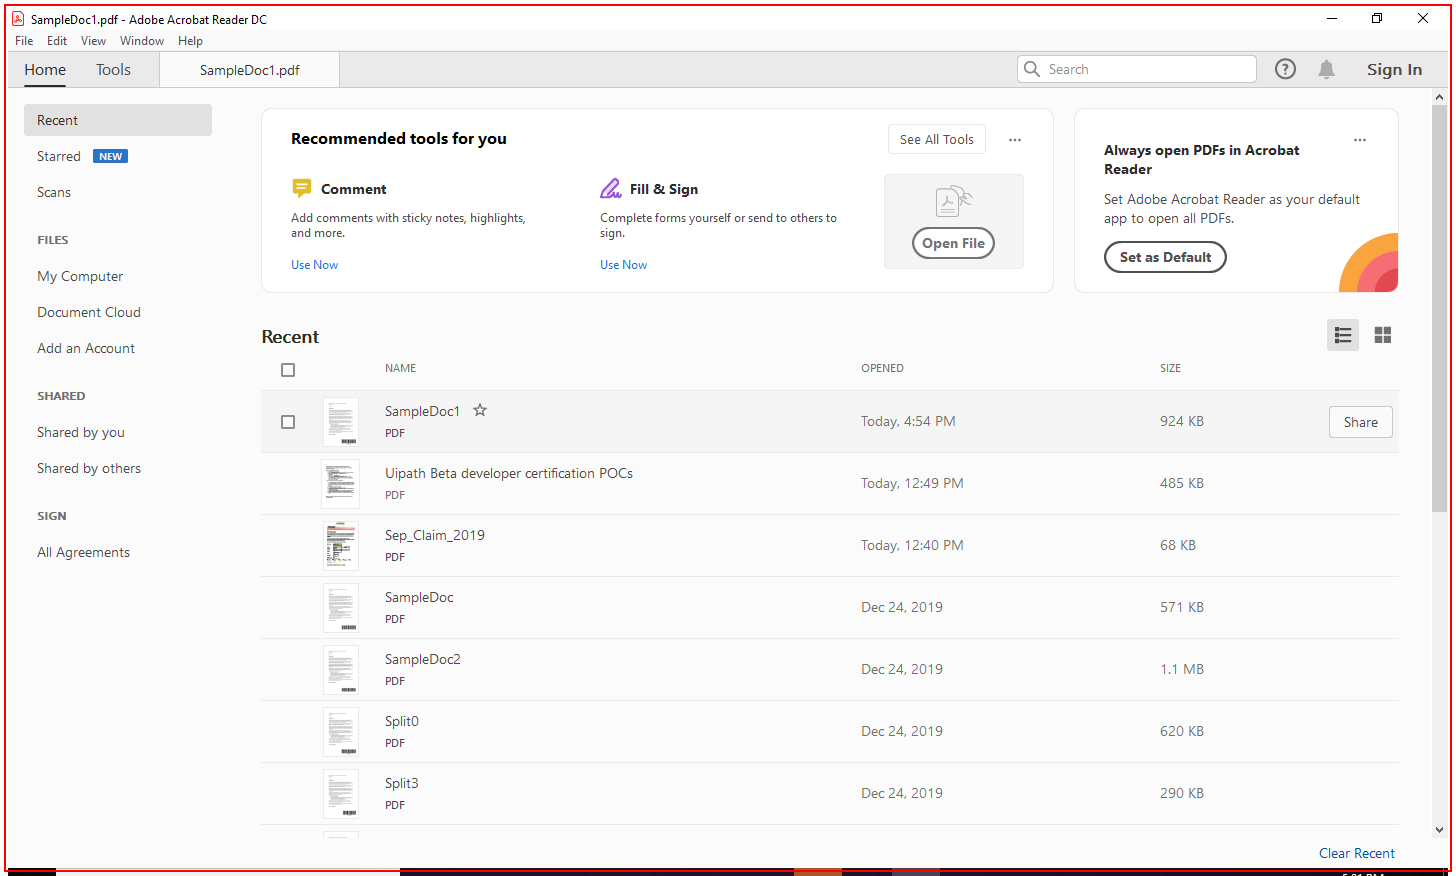 SampleDoc1.pdf - Adobe Acrobat Reader DC
File Edit View Window Help
Home Tools SampleDoc1.pdf Search Sign In
Recent
Starred NEW
Scans
FILES
My Computer
Document Cloud
Add an Account
SHARED
Shared by you
Shared by others
SIGN
All Agreements
Recommended tools for you
See All Tools
Comment
Add comments with sticky notes, highlights,
and more.
Use Now
Fill & Sign
Complete forms yourself or send to others to
sign.
Use Now
Open File
Always open PDFs in Acrobat
Reader
Set Adobe Acrobat Reader as your default
app to open all PDFs.
Set as Default
Recent
NAME OPENED SIZE
SampleDoc1
PDF
Today, 4:54 PM 924 KB Share
Uipath Beta developer certification POCs
PDF
Today, 12:49 PM 485 KB
Sep_Claim_2019
PDF
Today, 12:40 PM 68 KB
SampleDoc
PDF
Dec 24, 2019 571 KB
SampleDoc2
PDF
Dec 24, 2019 1.1 MB
Split0
PDF
Dec 24, 2019 620 KB
Split3
PDF
Dec 24, 2019 290 KB
Clear Recent